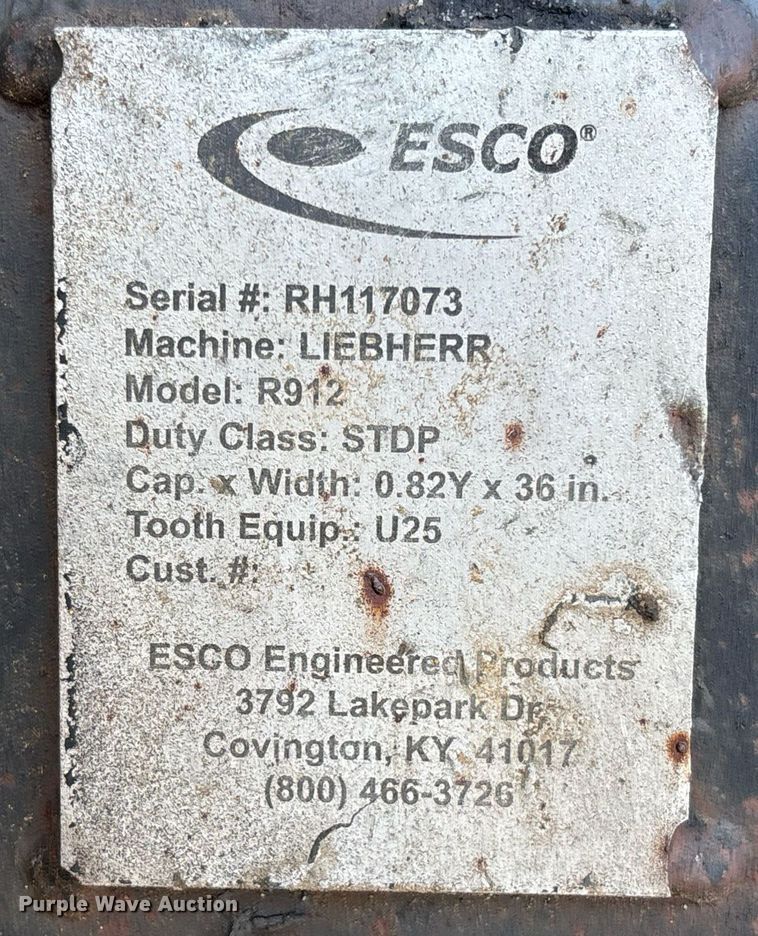 ESCO®
Serial #: RH117073
Machine: LIEBHERR
Model: R912
Duty Class: STDP
Cap. x Width: 0.82Y x 36 in.
Tooth Equip.: U25
Cust. #:
ESCO Engineered Products
3792 Lakepark Dr.
Covington, KY 41017
(800) 466-3726
Purple Wave Auction